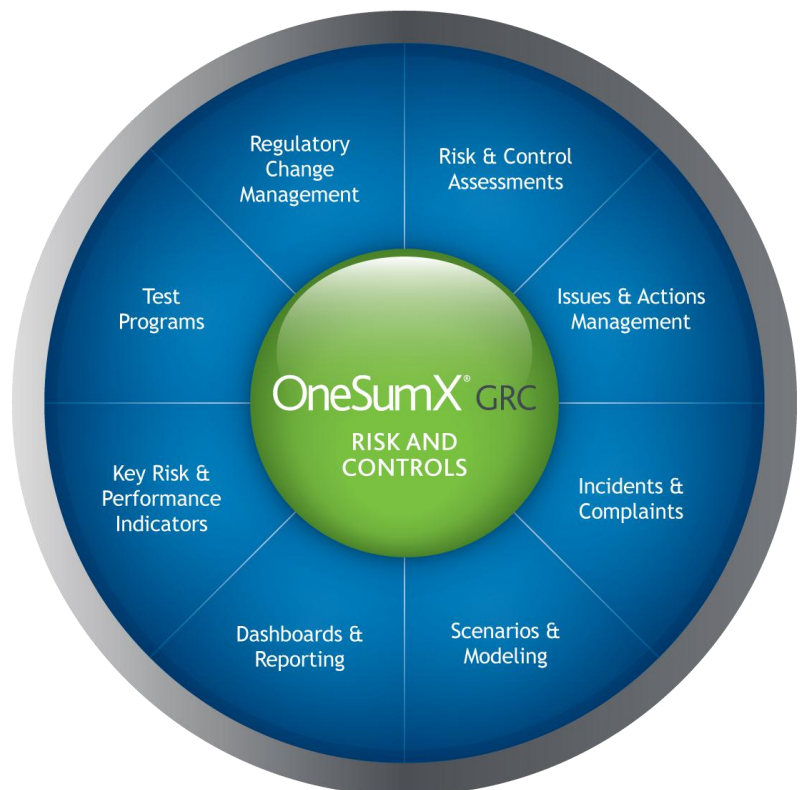 Regulatory
Change
Management
Risk & Control
Assessments
Issues & Actions
Management
Incidents &
Complaints
Scenarios &
Modeling
Dashboards &
Reporting
Key Risk &
Performance
Indicators
Test
Programs
OneSumX® GRC
RISK AND
CONTROLS